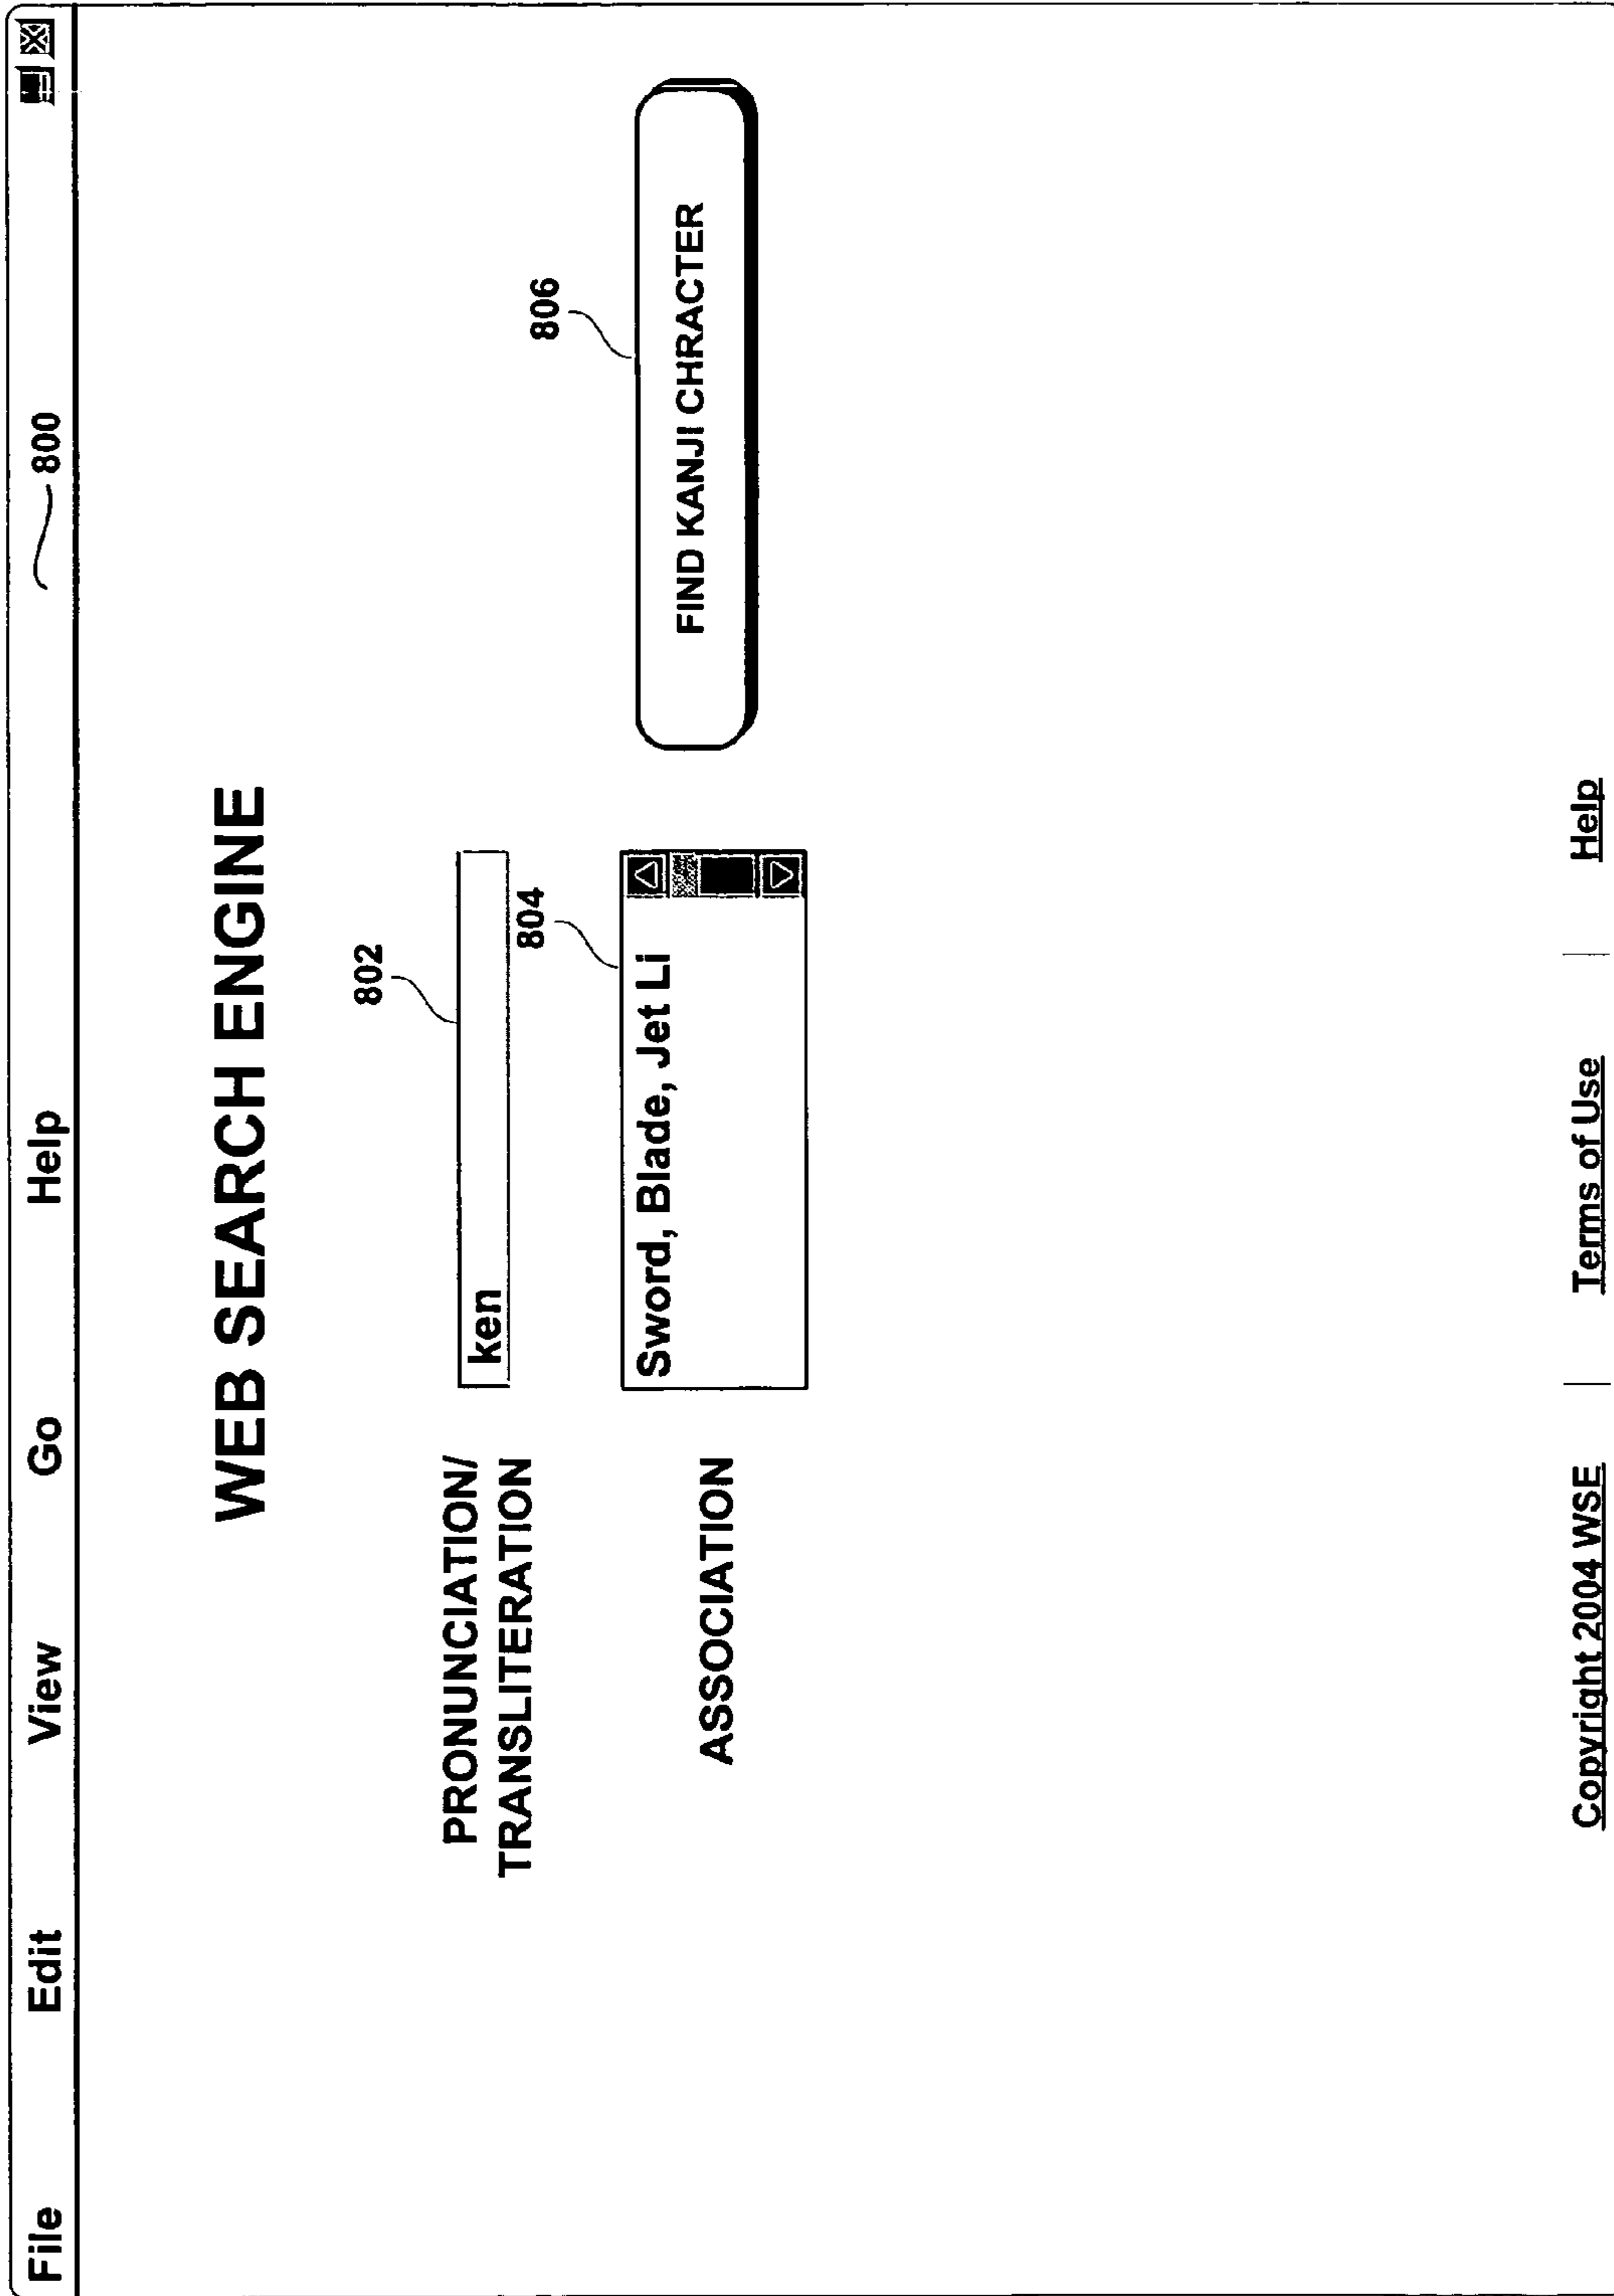 File Edit View Go Help 800
WEB SEARCH ENGINE
802
PRONUNCIATION/
TRANSLITERATION
ken
804
806
ASSOCIATION
Sword, Blade, Jet Li
FIND KANJI CHRACTER
Copyright 2004 WSE | Terms of Use | Help